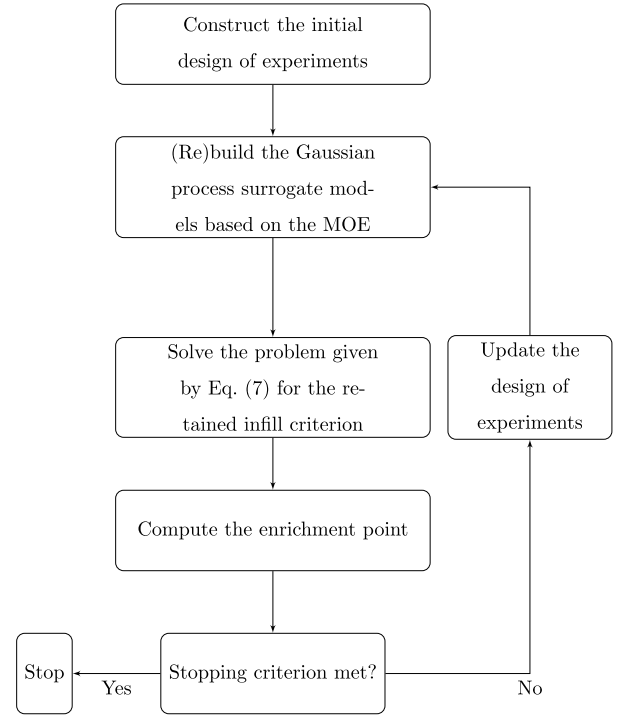 Construct the initial
design of experiments
(Re)build the Gaussian
process surrogate mod-
els based on the MOE
Solve the problem given
by Eq. (7) for the re-
tained infill criterion
Update the
design of
experiments
Compute the enrichment point
Stop
Yes
Stopping criterion met?
No